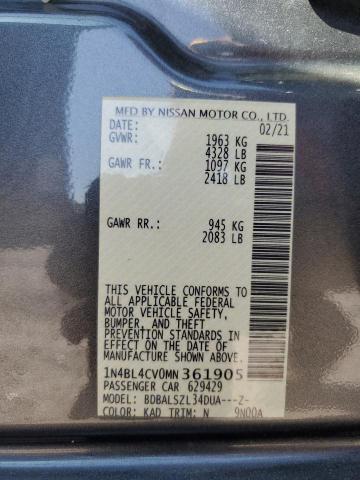 MFD BY NISSAN MOTOR CO., LTD.
DATE: 02/21
GVWR: 1963 KG
4328 LB
GAWR FR.: 1097 KG
2418 LB
GAWR RR.: 945 KG
2083 LB
THIS VEHICLE CONFORMS TO
ALL APPLICABLE FEDERAL
MOTOR VEHICLE SAFETY,
BUMPER, AND THEFT
PREVENTION STANDARDS IN
EFFECT ON THE DATE OF
MANUFACTURE SHOWN ABOVE.
1N4BL4CV0MN361905
PASSENGER CAR 629429
MODEL: BDBALSZL34DUA---Z-
COLOR: KAD TRIM: N 9N00A